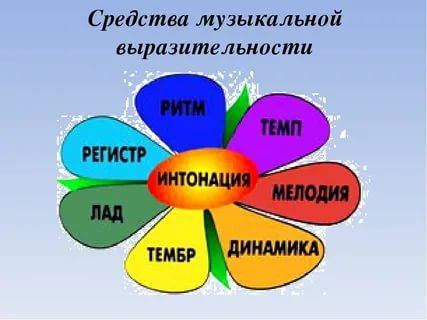 Средства музыкальной
выразительности
РИТМ
ТЕМП
РЕГИСТР
ИНТОНАЦИЯ
МЕЛОДИЯ
ЛАД
ТЕМБР
ДИНАМИКА